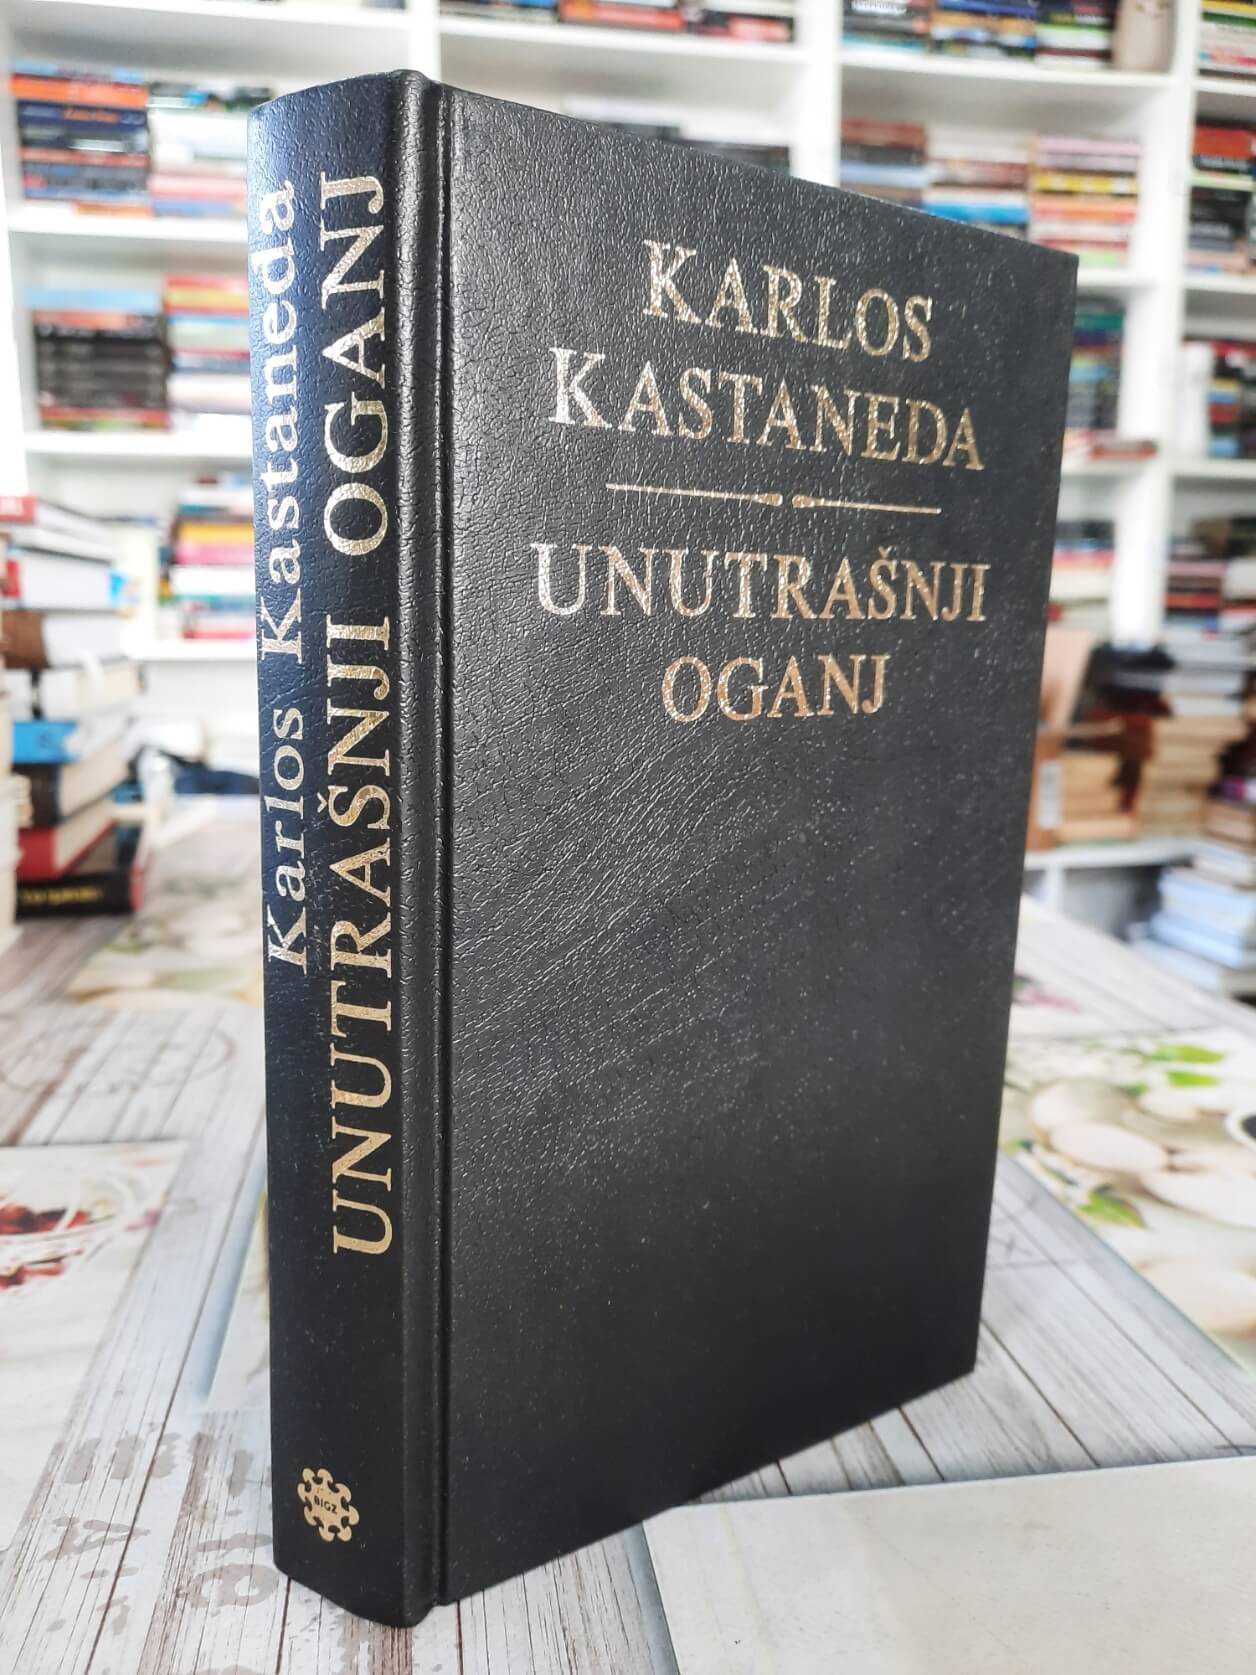 Karlos Kastaneda
UNUTRAŠNJI OGANJ
BIGZ
KARLOS
KASTANEDA
UNUTRAŠNJI
OGANJ